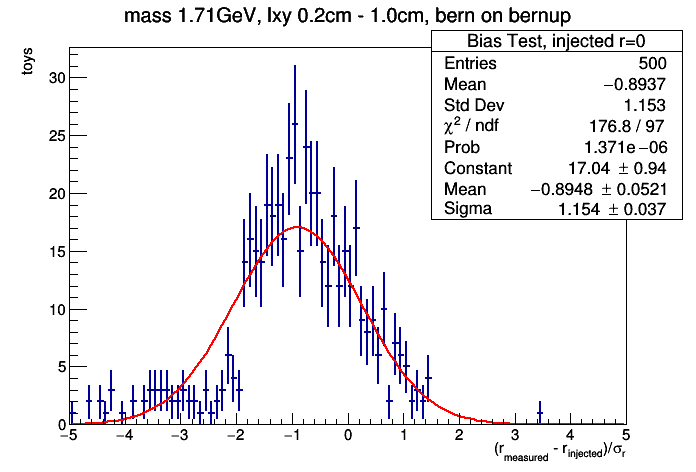 mass 1.71GeV, lxy 0.2cm - 1.0cm, bern on bernup
Bias Test, injected r=0
Entries 500
Mean −0.8937
Std Dev 1.153
χ² / ndf 176.8 / 97
Prob 1.371e−06
Constant 17.04 ± 0.94
Mean −0.8948 ± 0.0521
Sigma 1.154 ± 0.037
toys
30
25
20
15
10
5
0
−5 −4 −3 −2 −1 0 1 2 3 4 5
(r_measured - r_injected)/σ_r